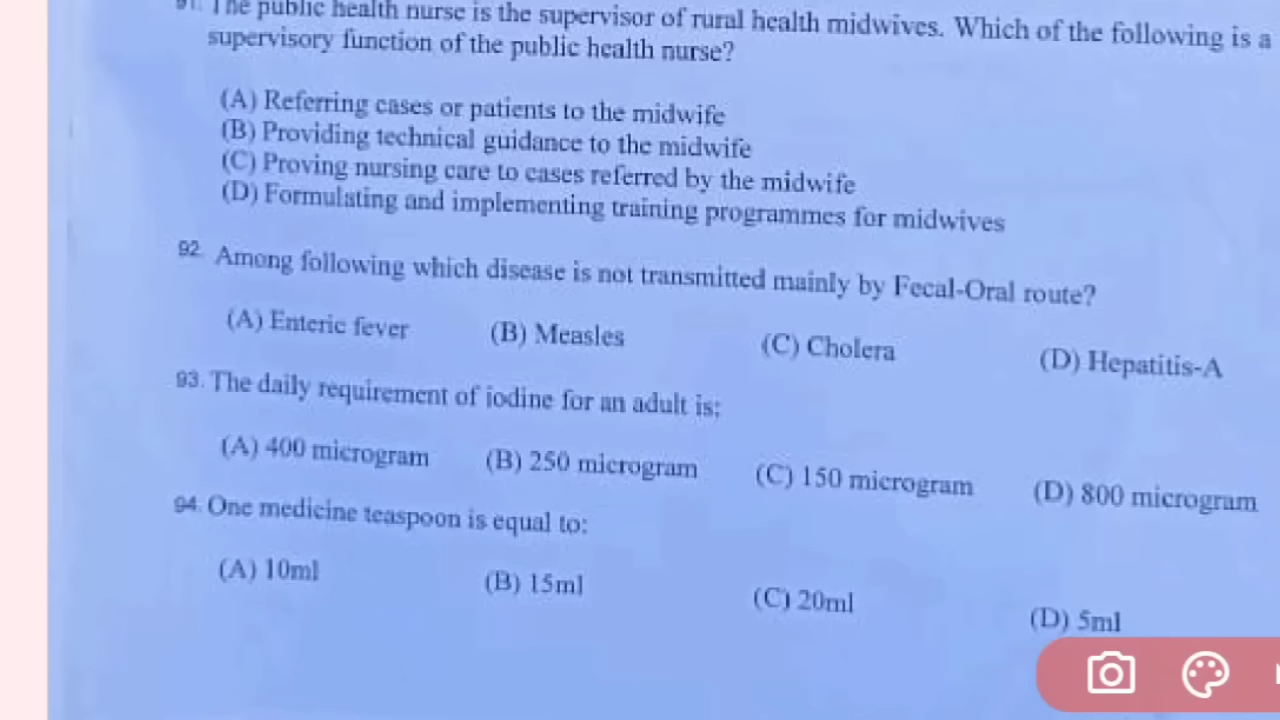 91. The public health nurse is the supervisor of rural health midwives. Which of the following is a
supervisory function of the public health nurse?
(A) Referring cases or patients to the midwife
(B) Providing technical guidance to the midwife
(C) Proving nursing care to cases referred by the midwife
(D) Formulating and implementing training programmes for midwives
92. Among following which disease is not transmitted mainly by Fecal-Oral route?
(A) Enteric fever (B) Measles (C) Cholera (D) Hepatitis-A
93. The daily requirement of iodine for an adult is;
(A) 400 microgram (B) 250 microgram (C) 150 microgram (D) 800 microgram
94. One medicine teaspoon is equal to:
(A) 10ml (B) 15ml (C) 20ml (D) 5ml